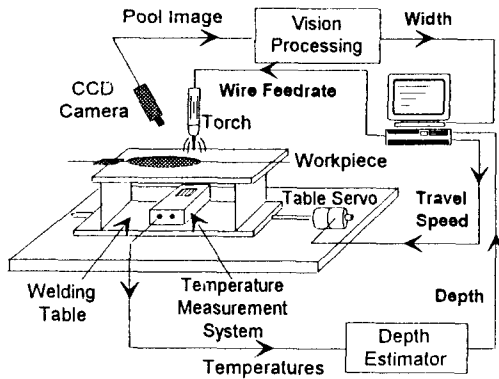 Pool Image
Vision
Processing
Width
CCD
Camera
Wire Feedrate
Torch
Workpiece
Table Servo
Travel
Speed
Welding
Table
Temperature
Measurement
System
Depth
Temperatures
Depth
Estimator